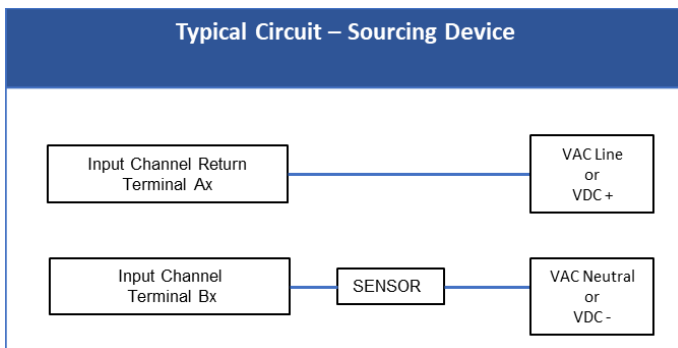 Typical Circuit – Sourcing Device
Input Channel Return
Terminal Ax
VAC Line
or
VDC +
Input Channel
Terminal Bx
SENSOR
VAC Neutral
or
VDC -